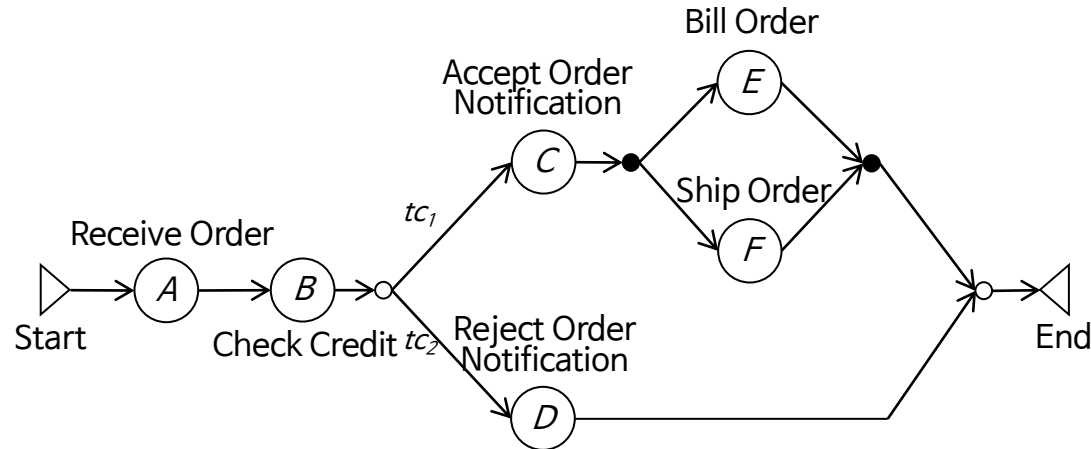 Bill Order
E
Accept Order
Notification
C
Ship Order
F
tc1
Receive Order
A
B
Start
Check Credit
tc2
Reject Order
Notification
D
End